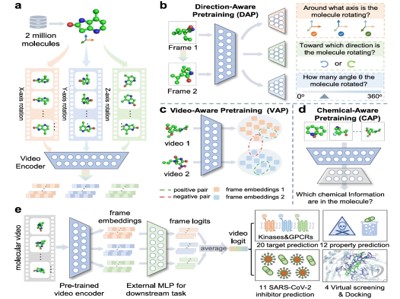 a
2 million
molecules
X-axis rotation
Y-axis rotation
Z-axis rotation
Video
Encoder
b
Direction-Aware
Pretraining (DAP)
Frame 1
Frame 2
Around what axis is the
molecule rotating?
Toward which direction is
the molecule rotating?
or
How many angle θ the
molecule rotated?
0º
360º
c
Video-Aware Pretraining (VAP)
video 1
video 2
positive pair
negative pair
frame embeddings 1
frame embeddings 2
d
Chemical-Aware
Pretraining (CAP)
Which chemical Information
are in the molecule?
e
molecular video
frame
embeddings
frame logits
average
video
logit
Pre-trained
video encoder
External MLP for
downstream task
Kinases&GPCRs
20 target prediction
12 property prediction
11 SARS-CoV-2
inhibitor prediction
4 Virtual screening
& Docking